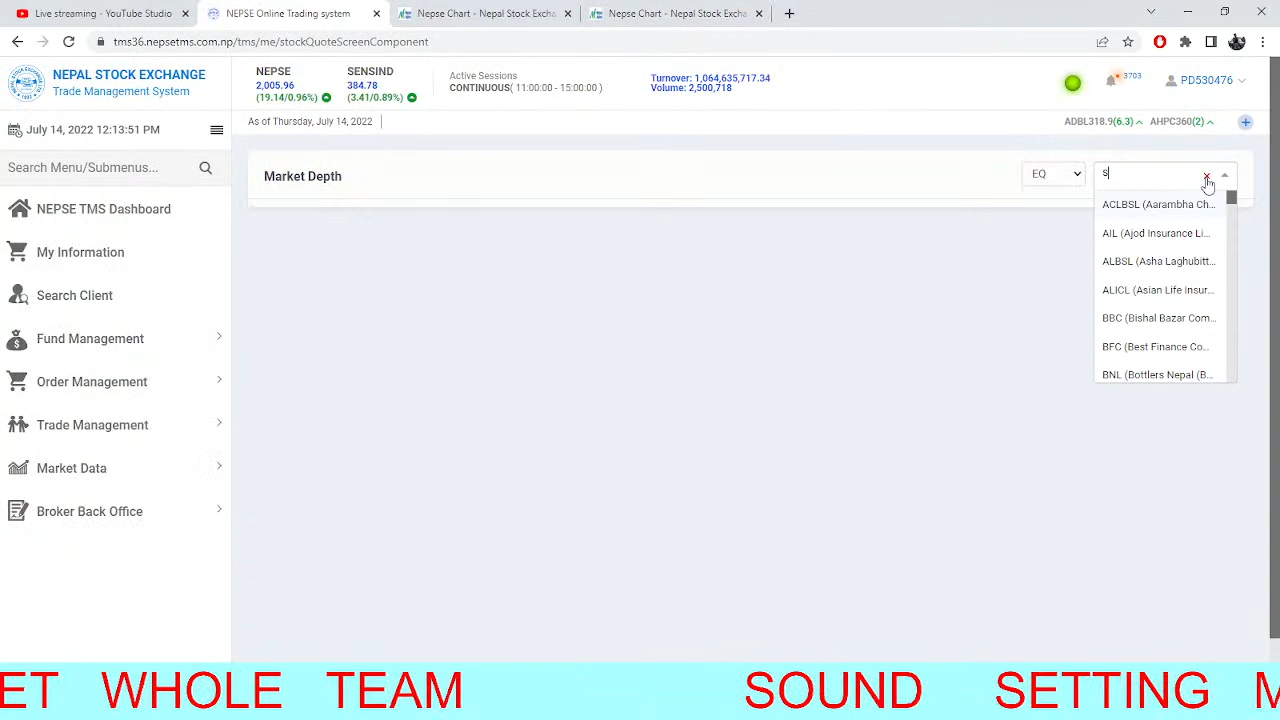 Live streaming - YouTube Studio
NEPSE Online Trading system
Nepse Chart - Nepal Stock Excha
Nepse Chart - Nepal Stock Excha
tms36.nepsetms.com.np/tms/me/stockQuoteScreenComponent
NEPAL STOCK EXCHANGE
Trade Management System
NEPSE
2,005.96
(19.14/0.96%)
SENSIND
384.78
(3.41/0.89%)
Active Sessions
CONTINUOUS( 11:00:00 - 15:00:00 )
Turnover: 1,064,635,717.34
Volume: 2,500,718
3703
PD530476
July 14, 2022 12:13:51 PM
As of Thursday, July 14, 2022
ADBL318.9(6.3) AHPC360(2)
Search Menu/Submenus...
NEPSE TMS Dashboard
My Information
Search Client
Fund Management
Order Management
Trade Management
Market Data
Broker Back Office
Market Depth
EQ
s
ACLBSL (Aarambha Ch...
AIL (Ajod Insurance Li...
ALBSL (Asha Laghubitt...
ALICL (Asian Life Insur...
BBC (Bishal Bazar Com...
BFC (Best Finance Co...
BNL (Bottlers Nepal (B...
ET WHOLE TEAM SOUND SETTING M